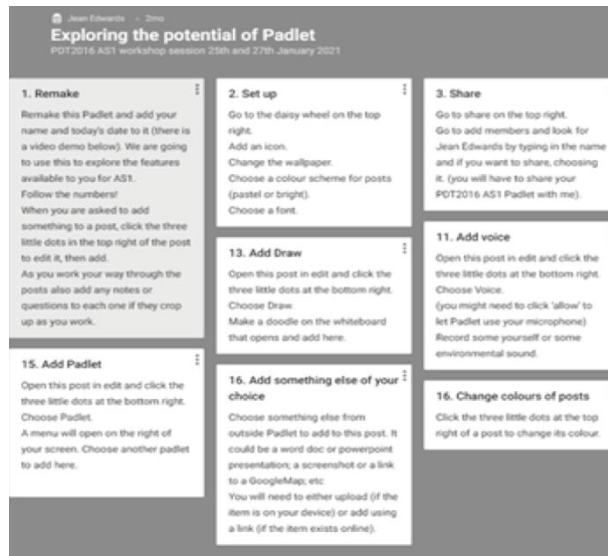 Jean Edwards • 2mo
Exploring the potential of Padlet
PDT2016 AS1 workshop session 25th and 27th January 2021
1. Remake
Remake this Padlet and add your
name and today's date to it (there is
a video demo below). We are going
to use this to explore the features
available to you for AS1.
Follow the numbers!
When you are asked to add
something to a post, click the three
little dots in the top right of the post
to edit it, then add.
As you work your way through the
posts also add any notes or
questions to each one if they crop
up as you work.
15. Add Padlet
Open this post in edit and click the
three little dots at the bottom right.
Choose Padlet.
A menu will open on the right of
your screen. Choose another padlet
to add here.
2. Set up
Go to the daisy wheel on the top
right.
Add an icon.
Change the wallpaper.
Choose a colour scheme for posts
(pastel or bright).
Choose a font.
13. Add Draw
Open this post in edit and click the
three little dots at the bottom right.
Choose Draw.
Make a doodle on the whiteboard
that opens and add here.
16. Add something else of your
choice
Choose something else from
outside Padlet to add to this post. It
could be a word doc or powerpoint
presentation; a screenshot or a link
to a GoogleMap; etc
You will need to either upload (if the
item is on your device) or add using
a link (if the item exists online).
3. Share
Go to share on the top right.
Go to add members and look for
Jean Edwards by typing in the name
and if you want to share, choosing
it. (you will have to share your
PDT2016 AS1 Padlet with me).
11. Add voice
Open this post in edit and click the
three little dots at the bottom right.
Choose Voice.
(you might need to click 'allow' to
let Padlet use your microphone)
Record some yourself or some
environmental sound.
16. Change colours of posts
Click the three little dots at the top
right of a post to change its colour.